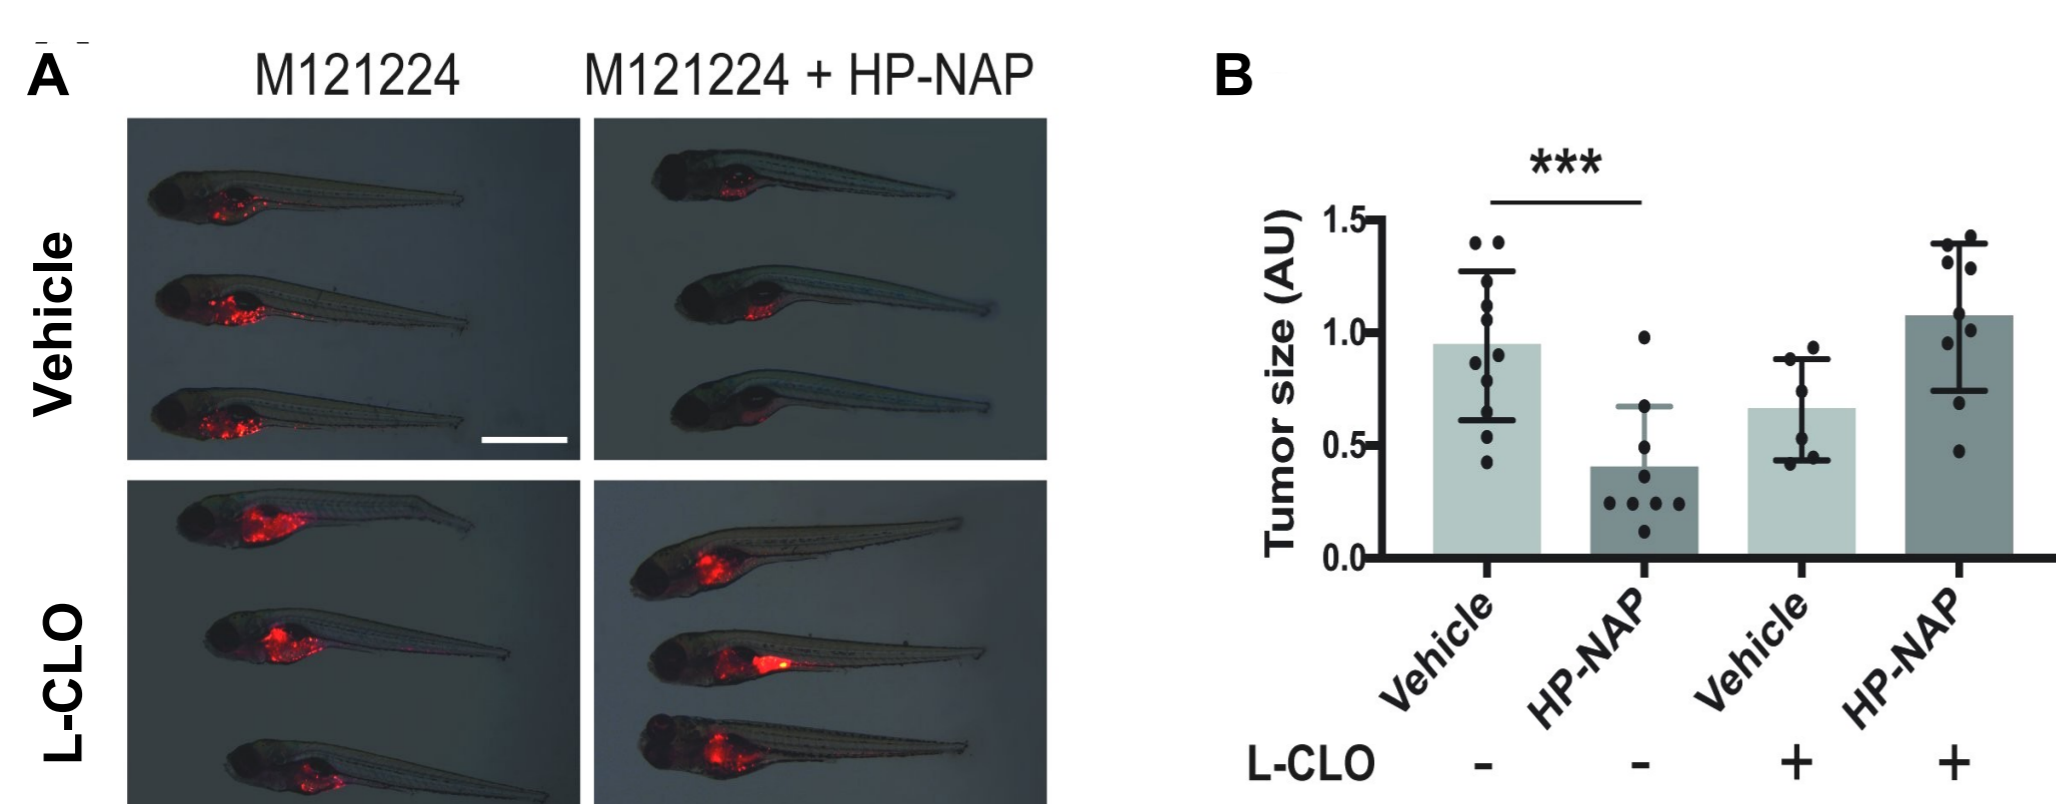 A
M121224
M121224 + HP-NAP
Vehicle
L-CLO
B
***
Tumor size (AU)
1.5
1.0
0.5
0.0
Vehicle
HP-NAP
Vehicle
HP-NAP
L-CLO - - + +